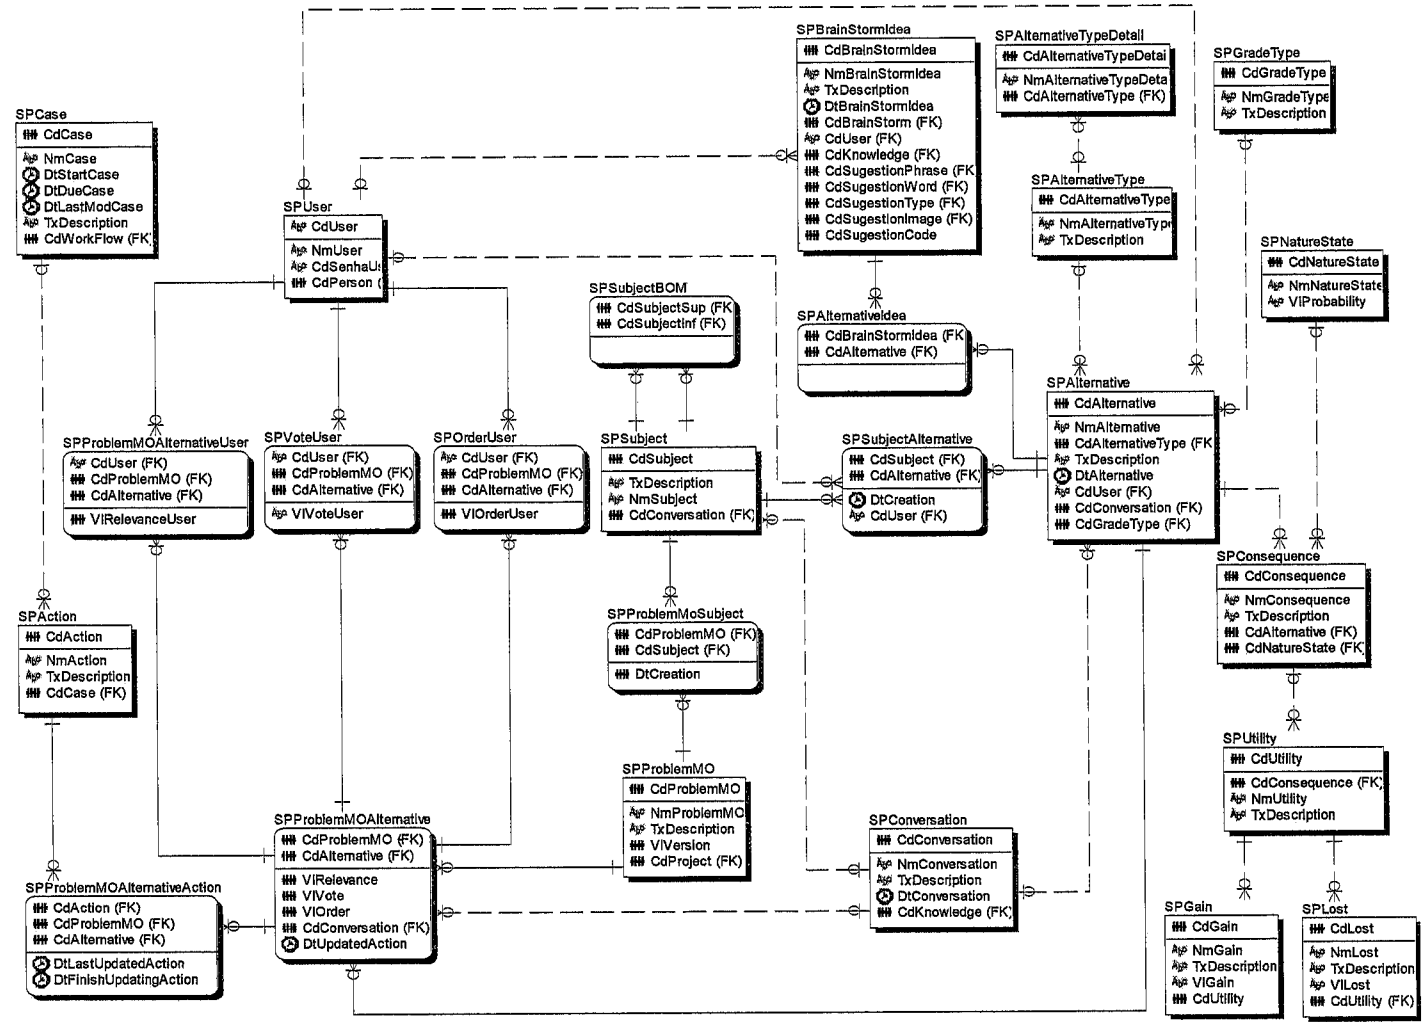 SPCase
CdCase
NmCase
DtStartCase
DtDueCase
DtLastModCase
TxDescription
CdWorkFlow (FK
SPUser
CdUser
NmUser
CdSenhaUs
CdPerson (
SPBrainStormIdea
CdBrainStormIdea
NmBrainStormIdea
TxDescription
DtBrainStormIdea
CdBrainStorm (FK)
CdUser (FK)
CdKnowledge (FK)
CdSugestionPhrase (FK)
CdSugestionWord (FK)
CdSugestionType (FK)
CdSugestionImage (FK)
CdSugestionCode
SPAlternativeTypeDetail
CdAlternativeTypeDetai
NmAlternativeTypeDeta
CdAlternativeType (FK)
SPGradeType
CdGradeType
NmGradeType
TxDescription
SPAlternativeType
CdAlternativeType
NmAlternativeType
TxDescription
SPNatureState
CdNatureState
NmNatureState
VlProbability
SPSubjectBOM
CdSubjectSup (FK
CdSubjectInf (FK)
SPAlternativeIdea
CdBrainStormIdea (FK
CdAlternative (FK)
SPAlternative
CdAlternative
NmAlternative
CdAlternativeType (FK
TxDescription
DtAlternative
CdUser (FK)
CdConversation (FK)
CdGradeType (FK)
SPProblemMOAlternativeUser
CdUser (FK)
CdProblemMO (FK)
CdAlternative (FK)
VlRelevanceUser
SPVoteUser
CdUser (FK)
CdProblemMO (FK)
CdAlternative (FK)
VlVoteUser
SPOrderUser
CdUser (FK)
CdProblemMO (FK)
CdAlternative (FK)
VlOrderUser
SPSubject
CdSubject
TxDescription
NmSubject
CdConversation (FK)
SPSubjectAlternative
CdSubject (FK)
CdAlternative (FK)
DtCreation
CdUser (FK)
SPConsequence
CdConsequence
NmConsequence
TxDescription
CdAlternative (FK)
CdNatureState (FK
SPAction
CdAction
NmAction
TxDescription
CdCase (FK)
SPProblemMoSubject
CdProblemMO (FK)
CdSubject (FK)
DtCreation
SPProblemMO
CdProblemMO
NmProblemMO
TxDescription
VlVersion
CdProject (FK)
SPUtility
CdUtility
CdConsequence (FK
NmUtility
TxDescription
SPProblemMOAlternative
CdProblemMO (FK)
CdAlternative (FK)
VlRelevance
VlVote
VlOrder
CdConversation (FK)
DtUpdatedAction
SPConversation
CdConversation
NmConversation
TxDescription
DtConversation
CdKnowledge (FK)
SPProblemMOAlternativeAction
CdAction (FK)
CdProblemMO (FK)
CdAlternative (FK)
DtLastUpdatedAction
DtFinishUpdatingAction
SPGain
CdGain
NmGain
TxDescription
VlGain
CdUtility
SPLost
CdLost
NmLost
TxDescription
VlLost
CdUtility (FK)